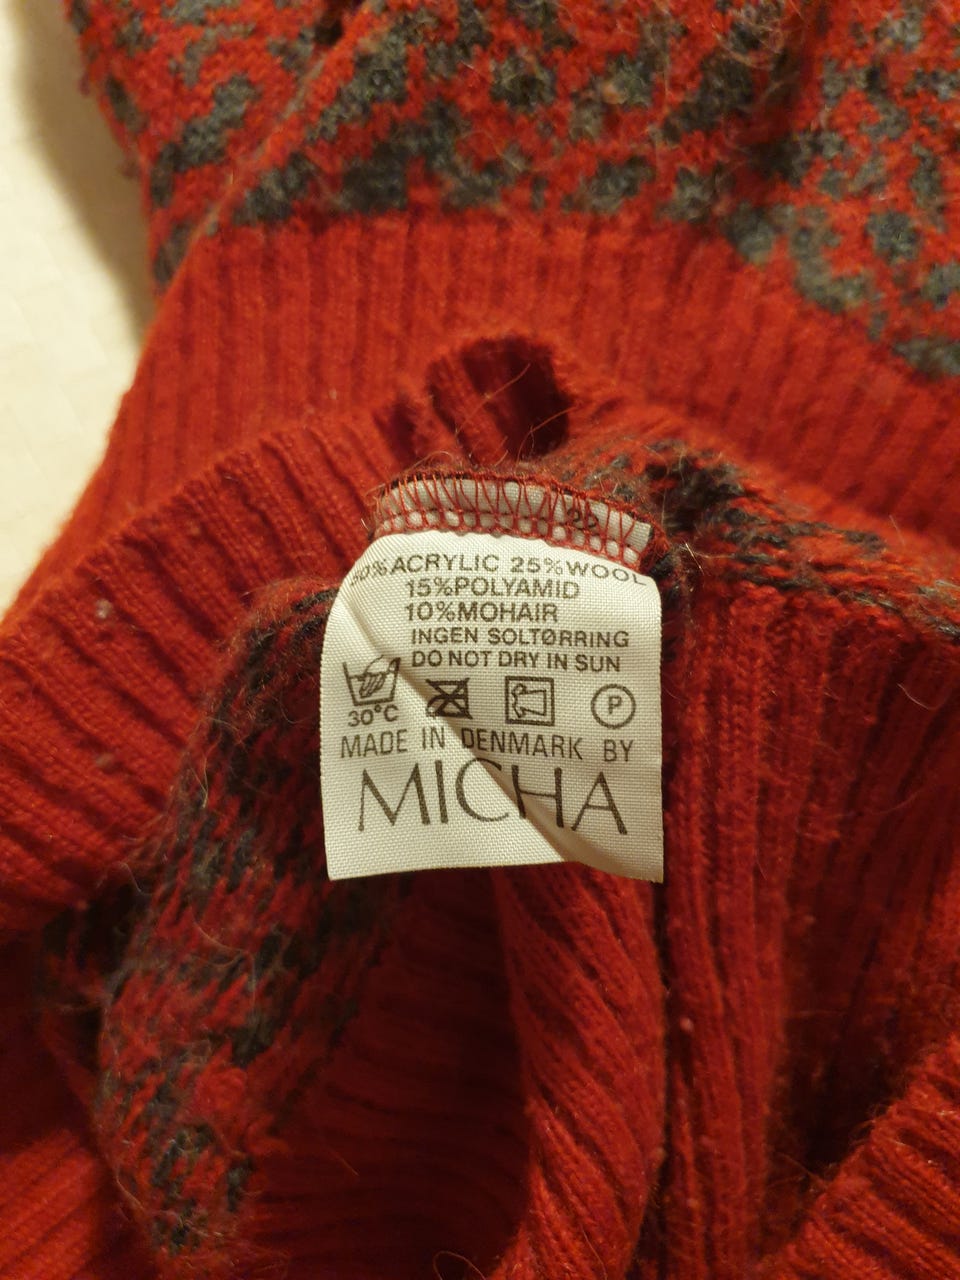 50%ACRYLIC 25%WOOL
15%POLYAMID
10%MOHAIR
INGEN SOLTØRRING
DO NOT DRY IN SUN
30°C
P
MADE IN DENMARK BY
MICHA